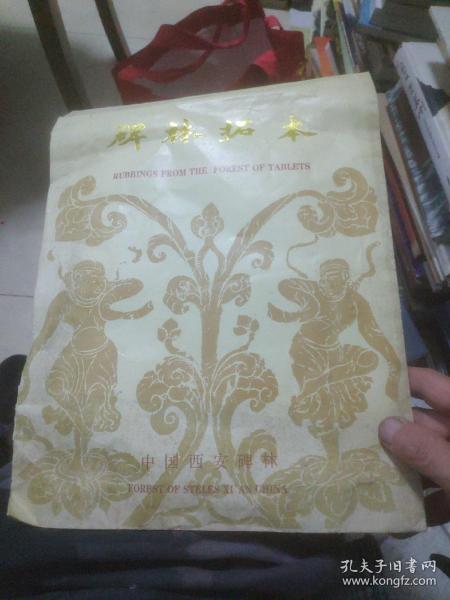 碑林拓本
RUBBINGS FROM THE FOREST OF TABLETS
中国西安碑林
FOREST OF STELES XI'AN CHINA
孔夫子旧书网
www.kongfz.com